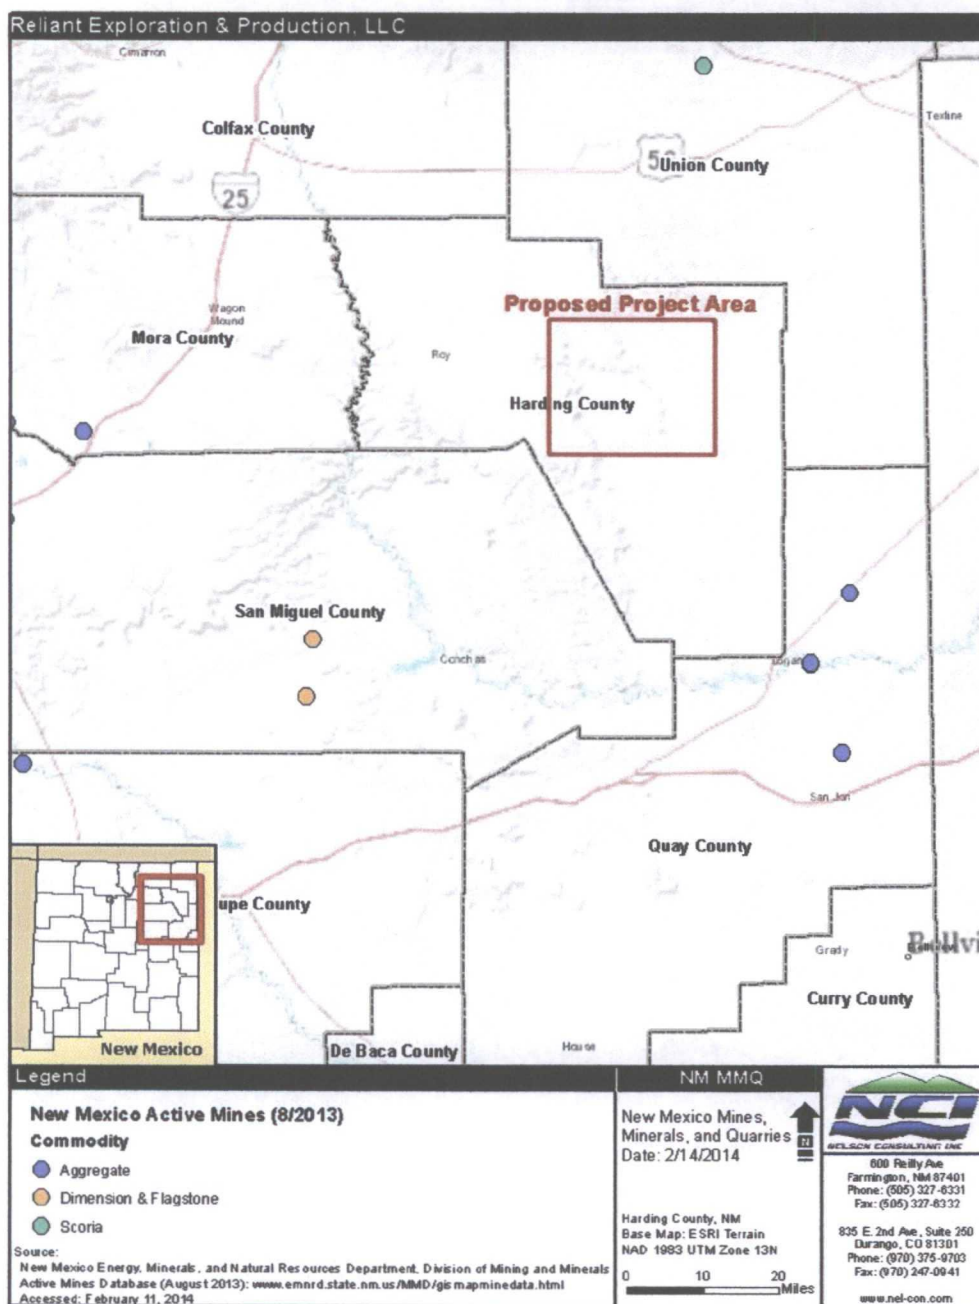 Reliant Exploration & Production, LLC
Cimarron
Colfax County
Texline
Union County
25
Proposed Project Area
Wagon
Mound
Mora County
Roy
Harding County
San Miguel County
Conchas
Logan
San Jon
Quay County
upe County
Grady
Bellvi
Curry County
New Mexico
De Baca County
House
Legend
NM MMQ
New Mexico Active Mines (8/2013)
Commodity
Aggregate
Dimension & Flagstone
Scoria
Source:
New Mexico Energy, Minerals, and Natural Resources Department, Division of Mining and Minerals
Active Mines Database (August 2013): www.emnrd.state.nm.us/MMD/gismapminedata.html
Accessed: February 11, 2014
New Mexico Mines,
Minerals, and Quarries
Date: 2/14/2014
N
Harding County, NM
Base Map: ESRI Terrain
NAD 1983 UTM Zone 13N
0 10 20
Miles
NCI
NELSON CONSULTING INC
600 Reilly Ave
Farmington, NM 87401
Phone: (505) 327-6331
Fax: (505) 327-6332
835 E. 2nd Ave, Suite 250
Durango, CO 81301
Phone: (970) 375-9703
Fax: (970) 247-0941
www.nel-con.com